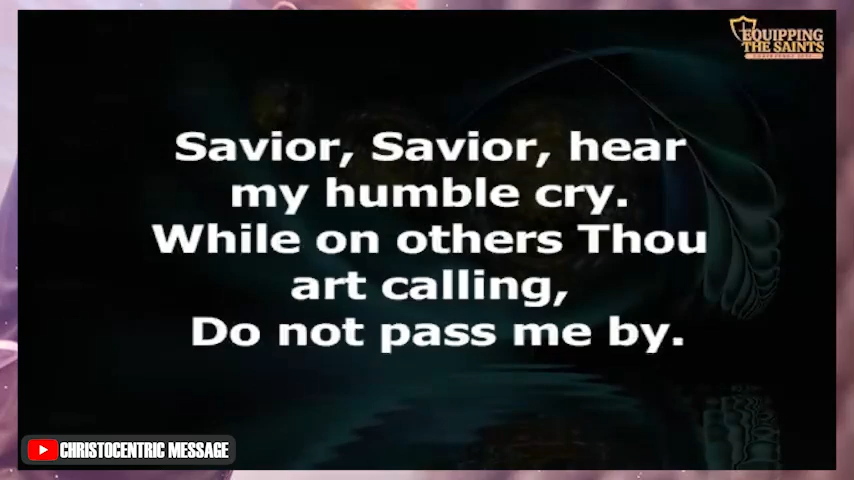 EQUIPPING
THE SAINTS
Savior, Savior, hear
my humble cry.
While on others Thou
art calling,
Do not pass me by.
CHRISTOCENTRIC MESSAGE